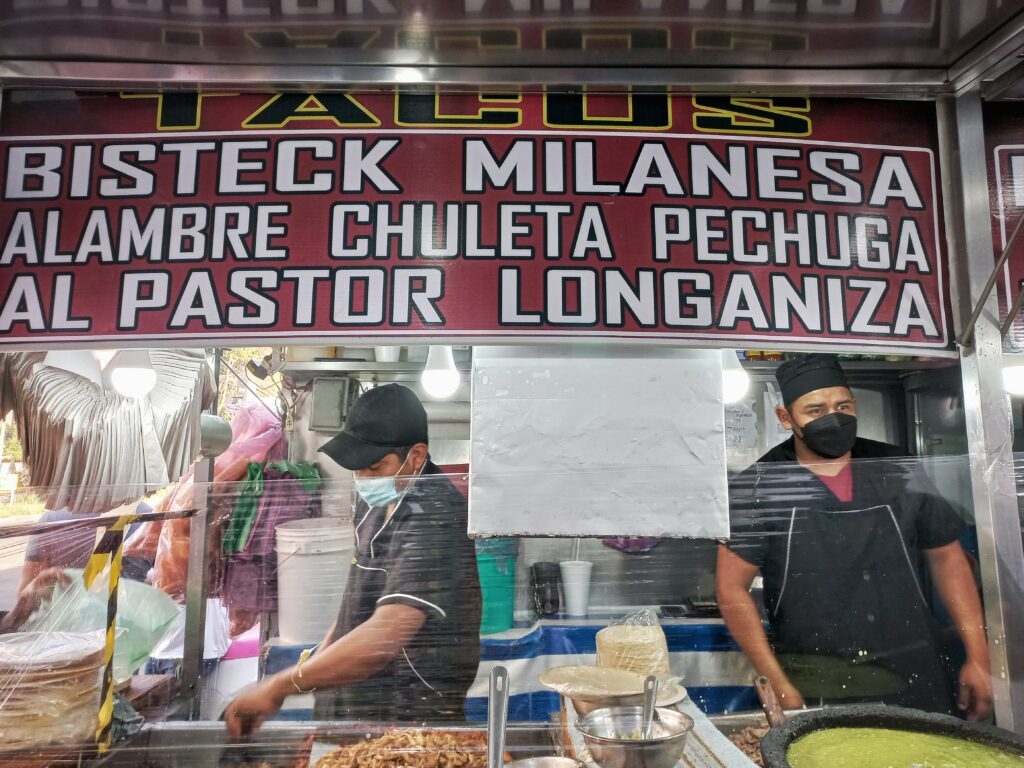 TACOS
BISTECK MILANESA
ALAMBRE CHULETA PECHUGA
AL PASTOR LONGANIZA